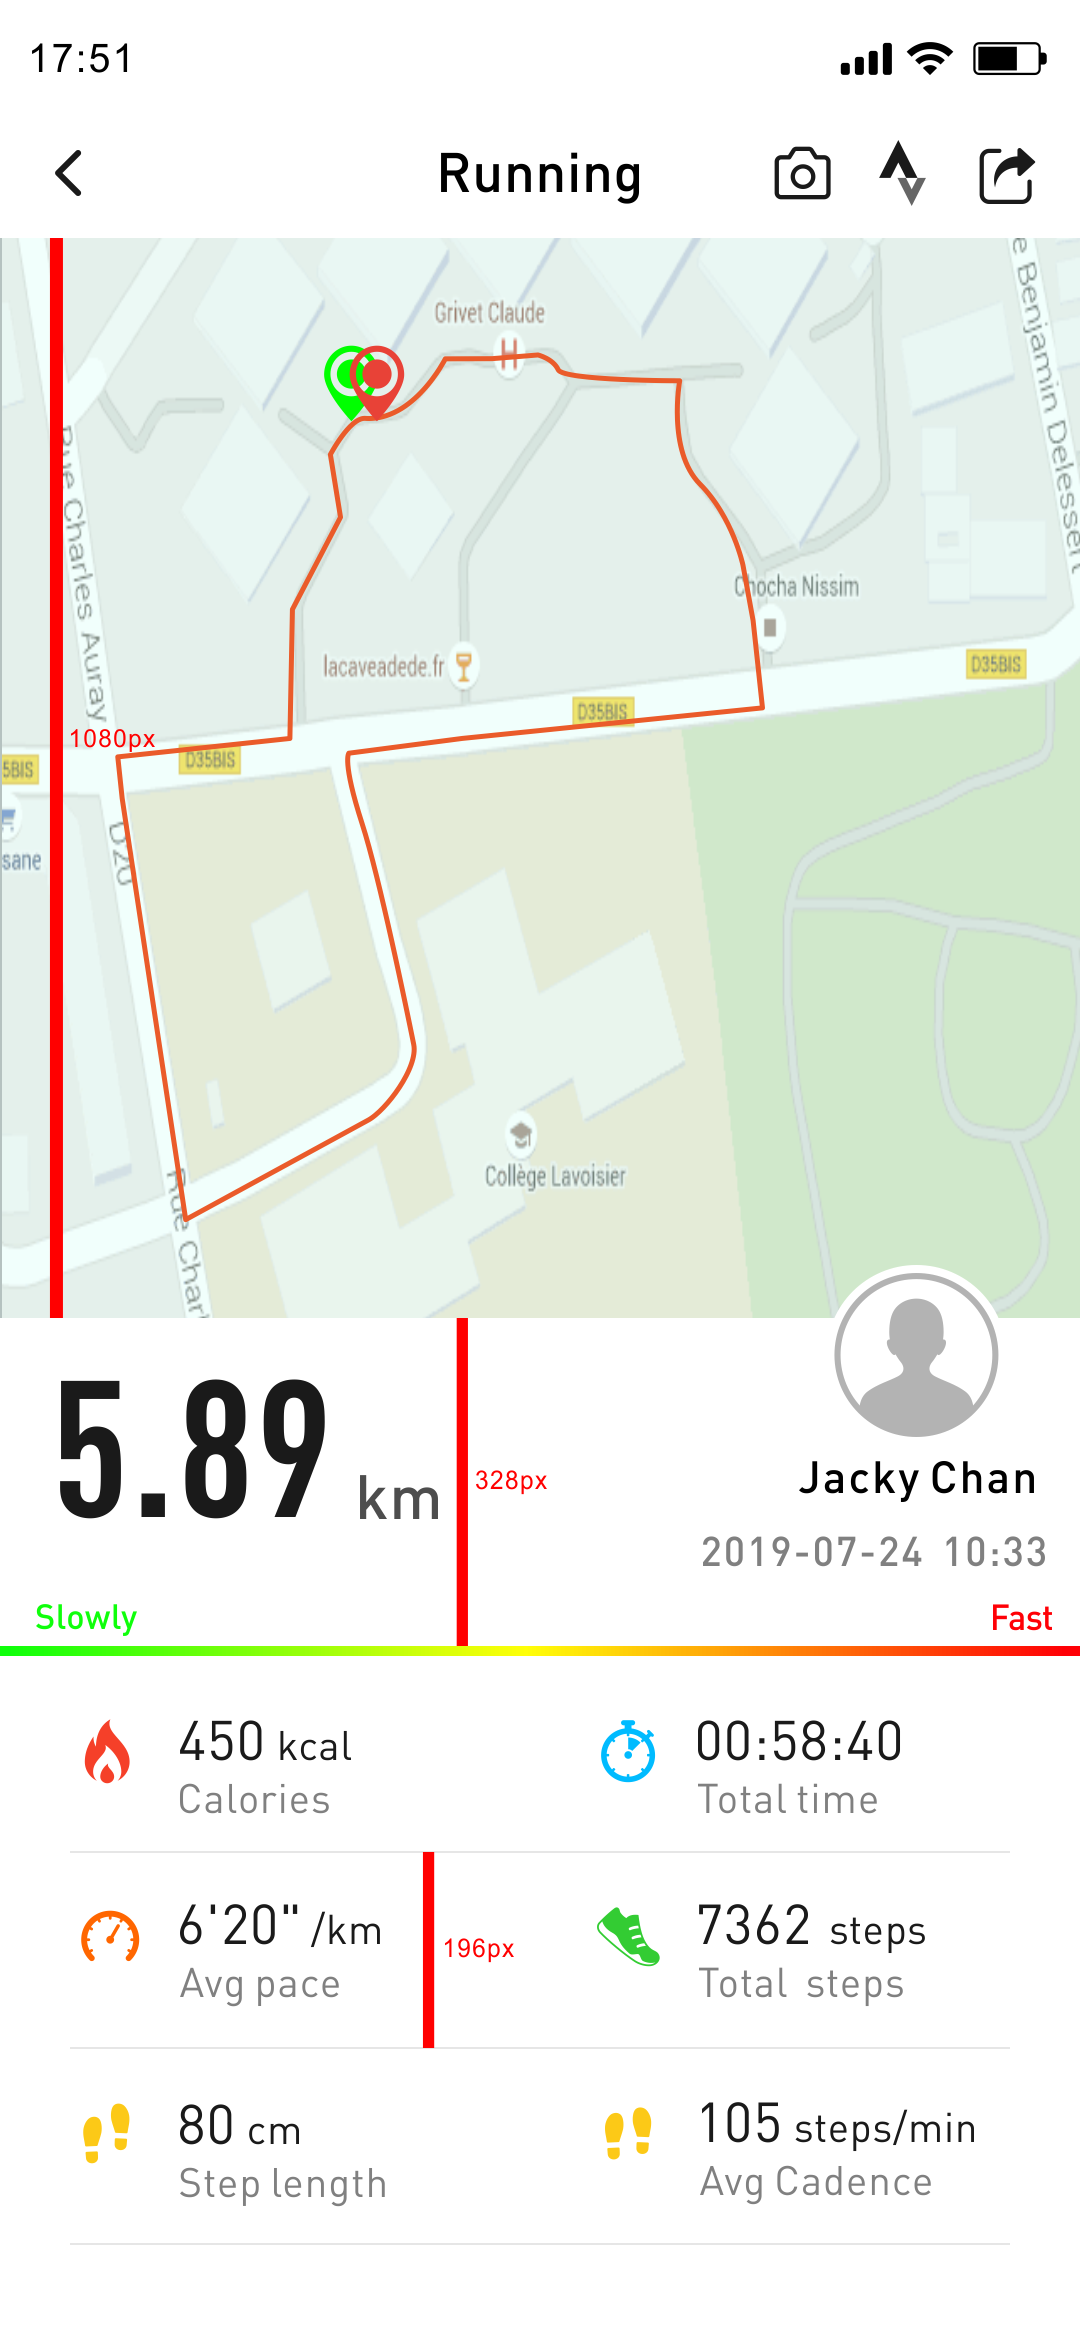 17:51
Running
Grivet Claude
H
e Benjamin Delessert
Rue Charles Auray
Chocha Nissim
lacaveadede.fr
D35BIS
D35BIS
1080px
D35BIS
5BIS
D20
sane
Collège Lavoisier
Rue Charl
5.89 km
328px
Jacky Chan
2019-07-24 10:33
Slowly
Fast
450 kcal
Calories
00:58:40
Total time
6'20" /km
Avg pace
196px
7362 steps
Total steps
80 cm
Step length
105 steps/min
Avg Cadence